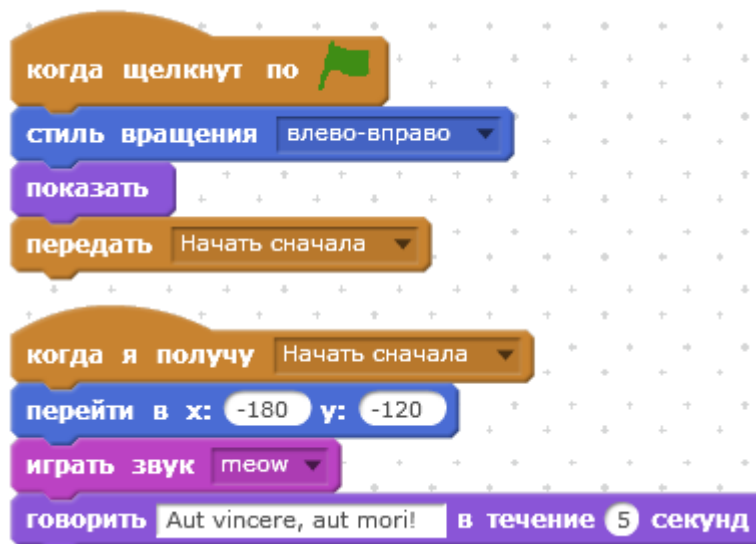 когда щелкнут по
стиль вращения влево-вправо
показать
передать Начать сначала
когда я получу Начать сначала
перейти в x: -180 y: -120
играть звук meow
говорить Aut vincere, aut mori! в течение 5 секунд